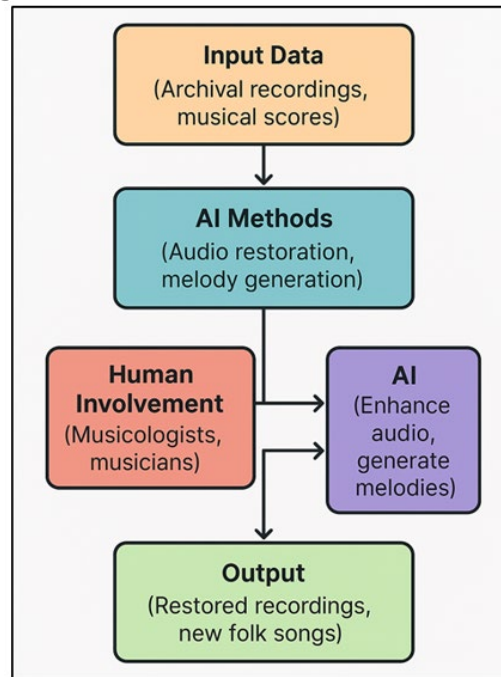 Input Data
(Archival recordings,
musical scores)
AI Methods
(Audio restoration,
melody generation)
Human
Involvement
(Musicologists,
musicians)
AI
(Enhance
audio,
generate
melodies)
Output
(Restored recordings,
new folk songs)